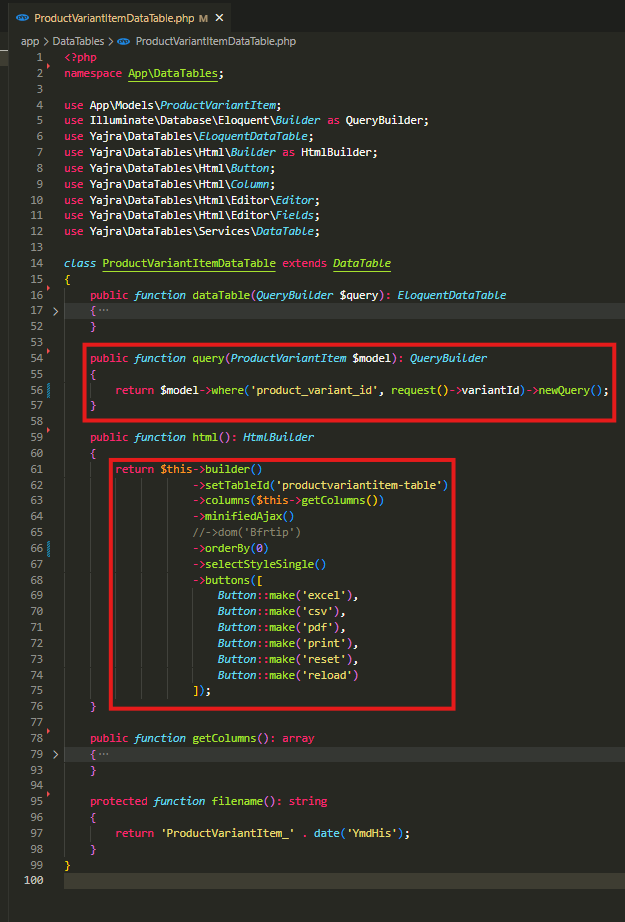 ProductVariantItemDataTable.php M ×
app > DataTables > ProductVariantItemDataTable.php
1 <?php
2 namespace App\DataTables;
3
4 use App\Models\ProductVariantItem;
5 use Illuminate\Database\Eloquent\Builder as QueryBuilder;
6 use Yajra\DataTables\EloquentDataTable;
7 use Yajra\DataTables\Html\Builder as HtmlBuilder;
8 use Yajra\DataTables\Html\Button;
9 use Yajra\DataTables\Html\Column;
10 use Yajra\DataTables\Html\Editor\Editor;
11 use Yajra\DataTables\Html\Editor\Fields;
12 use Yajra\DataTables\Services\DataTable;
13
14 class ProductVariantItemDataTable extends DataTable
15 {
16 public function dataTable(QueryBuilder $query): EloquentDataTable
17 > { ···
52 }
53
54 public function query(ProductVariantItem $model): QueryBuilder
55 {
56 return $model->where('product_variant_id', request()->variantId)->newQuery();
57 }
58
59 public function html(): HtmlBuilder
60 {
61 return $this->builder()
62 ->setTableId('productvariantitem-table')
63 ->columns($this->getColumns())
64 ->minifiedAjax()
65 //->dom('Bfrtip')
66 ->orderBy(0)
67 ->selectStyleSingle()
68 ->buttons([
69 Button::make('excel'),
70 Button::make('csv'),
71 Button::make('pdf'),
72 Button::make('print'),
73 Button::make('reset'),
74 Button::make('reload')
75 ]);
76 }
77
78 public function getColumns(): array
79 > { ···
93 }
94
95 protected function filename(): string
96 {
97 return 'ProductVariantItem_' . date('YmdHis');
98 }
99 }
100